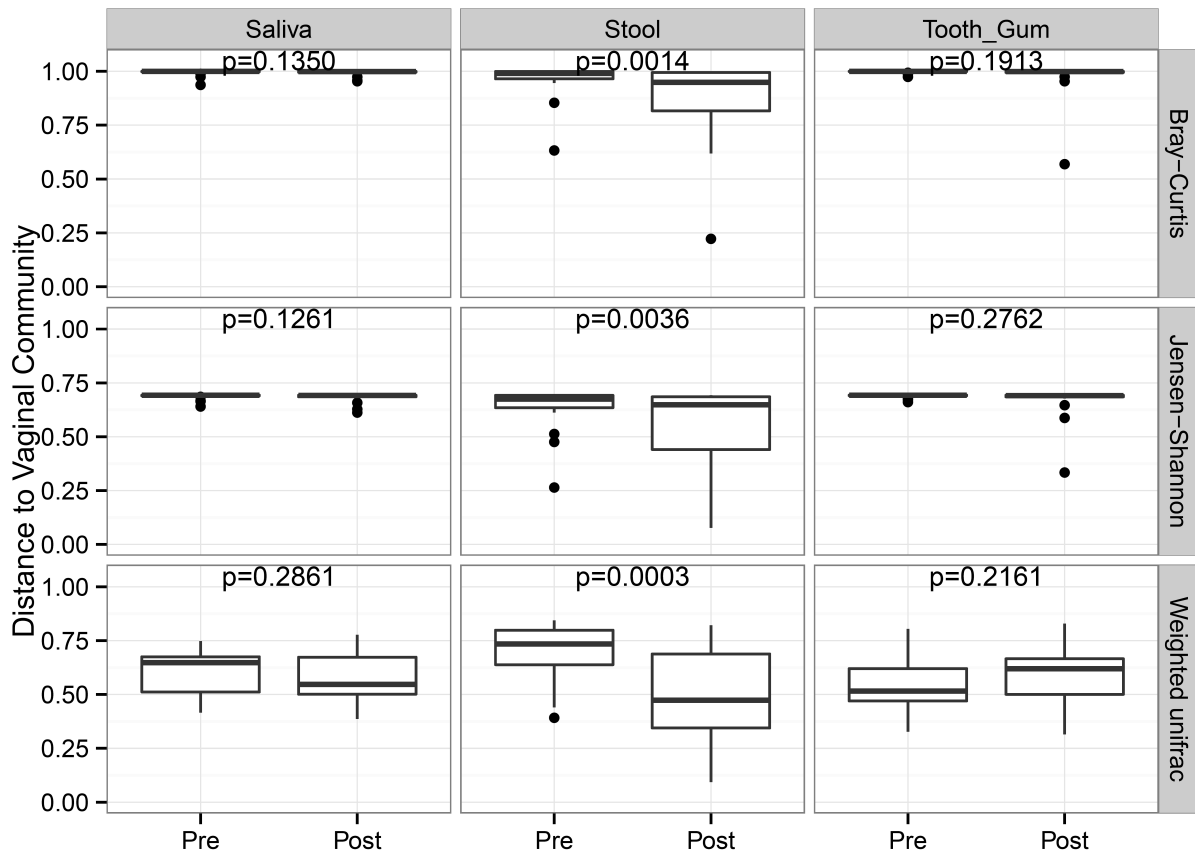 Saliva Stool Tooth_Gum
p=0.1350 p=0.0014 p=0.1913
1.00
0.75
0.50
0.25
0.00
Bray−Curtis
p=0.1261 p=0.0036 p=0.2762
1.00
0.75
0.50
0.25
0.00
Jensen−Shannon
p=0.2861 p=0.0003 p=0.2161
1.00
0.75
0.50
0.25
0.00
Weighted unifrac
Distance to Vaginal Community
Pre Post Pre Post Pre Post